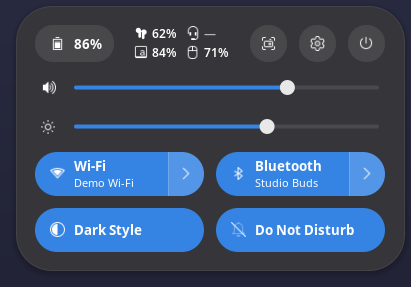 86%
62% —
a 84% 71%
Wi-Fi
Demo Wi-Fi
Bluetooth
Studio Buds
Dark Style
Do Not Disturb